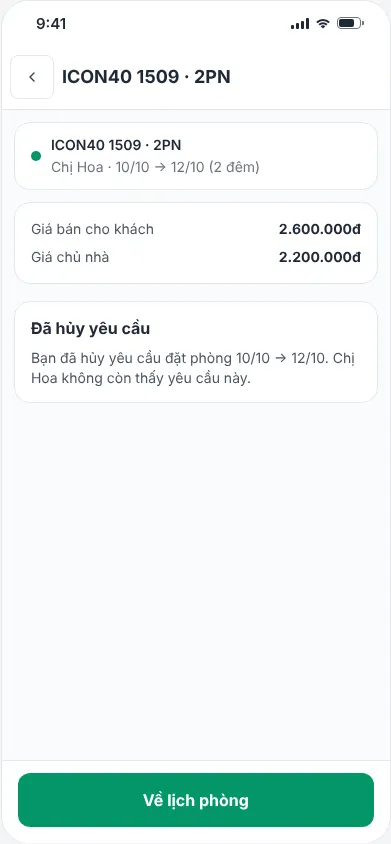 9:41
ICON40 1509 · 2PN
ICON40 1509 · 2PN
Chị Hoa · 10/10 → 12/10 (2 đêm)
Giá bán cho khách 2.600.000đ
Giá chủ nhà 2.200.000đ
Đã hủy yêu cầu
Bạn đã hủy yêu cầu đặt phòng 10/10 → 12/10. Chị
Hoa không còn thấy yêu cầu này.
Về lịch phòng